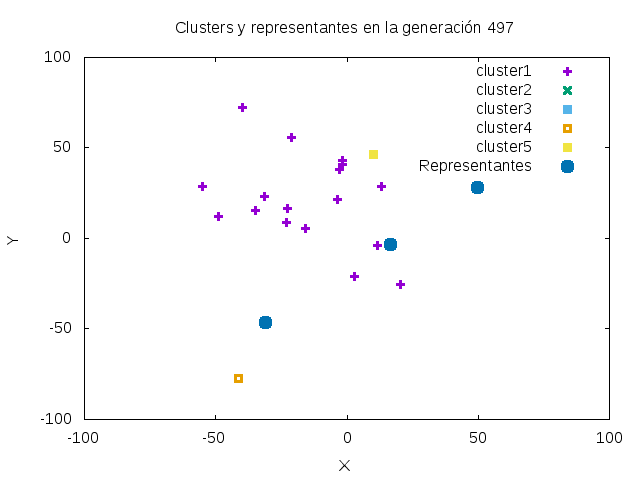 Clusters y representantes en la generación 497
100
50
0
-50
-100
-100
-50
0
50
100
Y
X
cluster1
cluster2
cluster3
cluster4
cluster5
Representantes